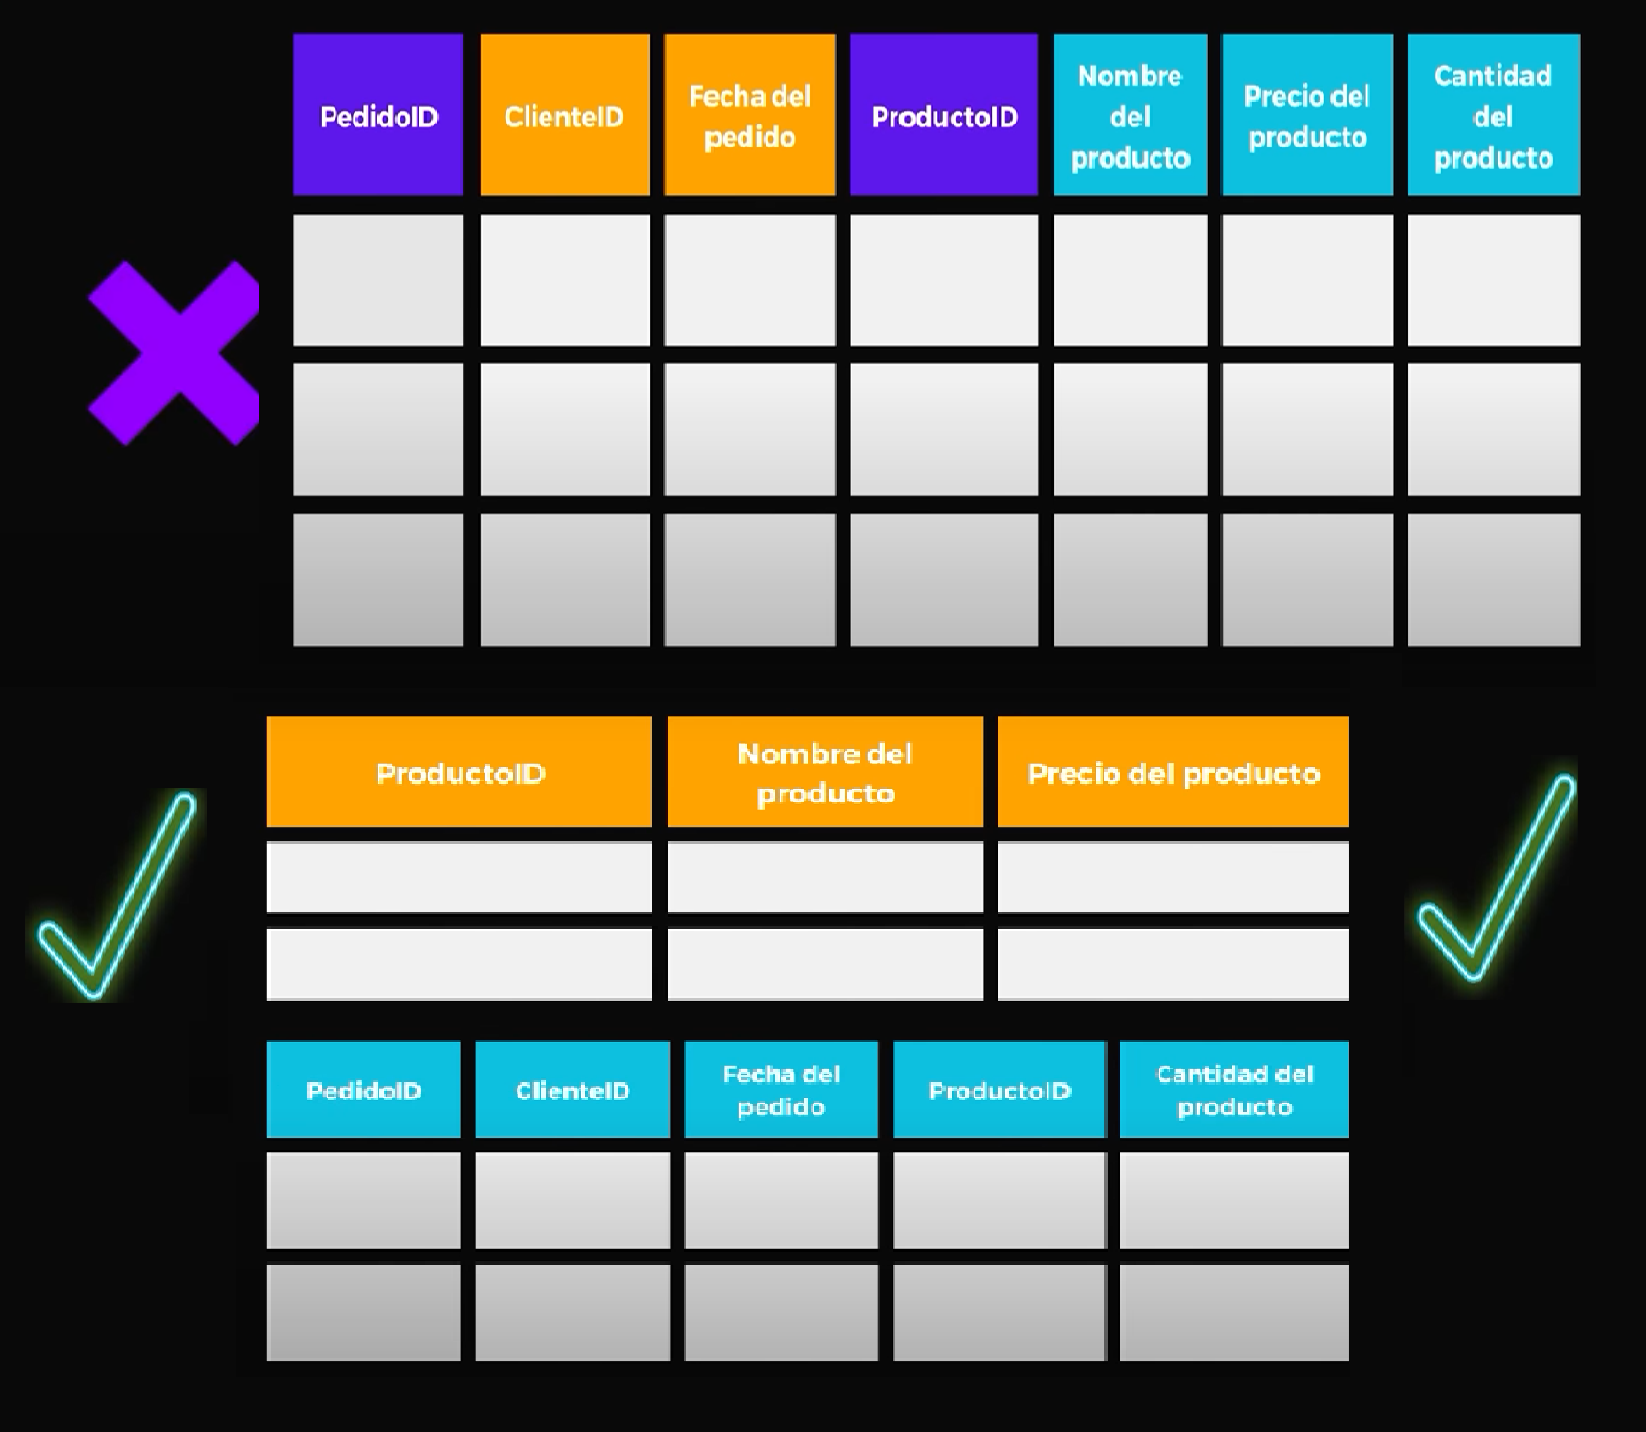 PedidoID
ClienteID
Fecha del
pedido
ProductoID
Nombre
del
producto
Precio del
producto
Cantidad
del
producto
ProductoID
Nombre del
producto
Precio del producto
PedidoID
ClienteID
Fecha del
pedido
ProductoID
Cantidad del
producto